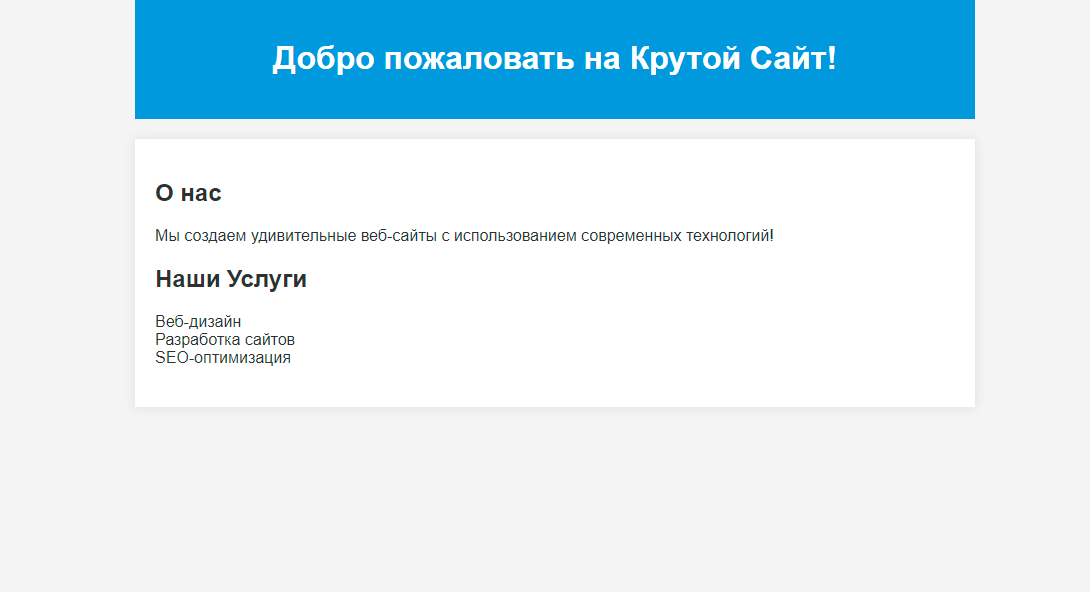 Добро пожаловать на Крутой Сайт!
О нас
Мы создаем удивительные веб-сайты с использованием современных технологий!
Наши Услуги
Веб-дизайн
Разработка сайтов
SEO-оптимизация